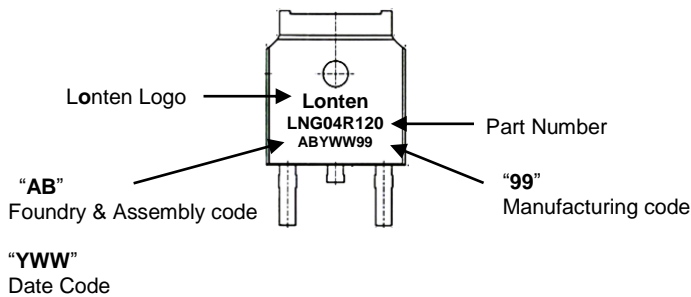 Lonten Logo
Lonten
LNG04R120
Part Number
ABYWW99
“AB”
Foundry & Assembly code
“99”
Manufacturing code
“YWW”
Date Code